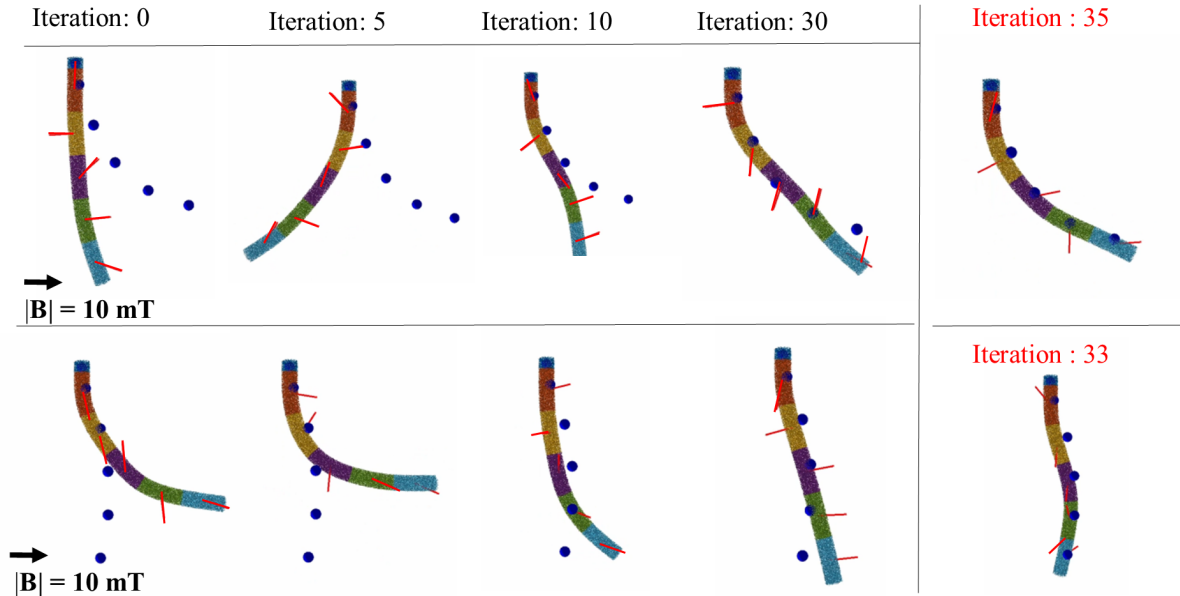 Iteration: 0
Iteration: 5
Iteration: 10
Iteration: 30
Iteration : 35
|B| = 10 mT
Iteration : 33
|B| = 10 mT